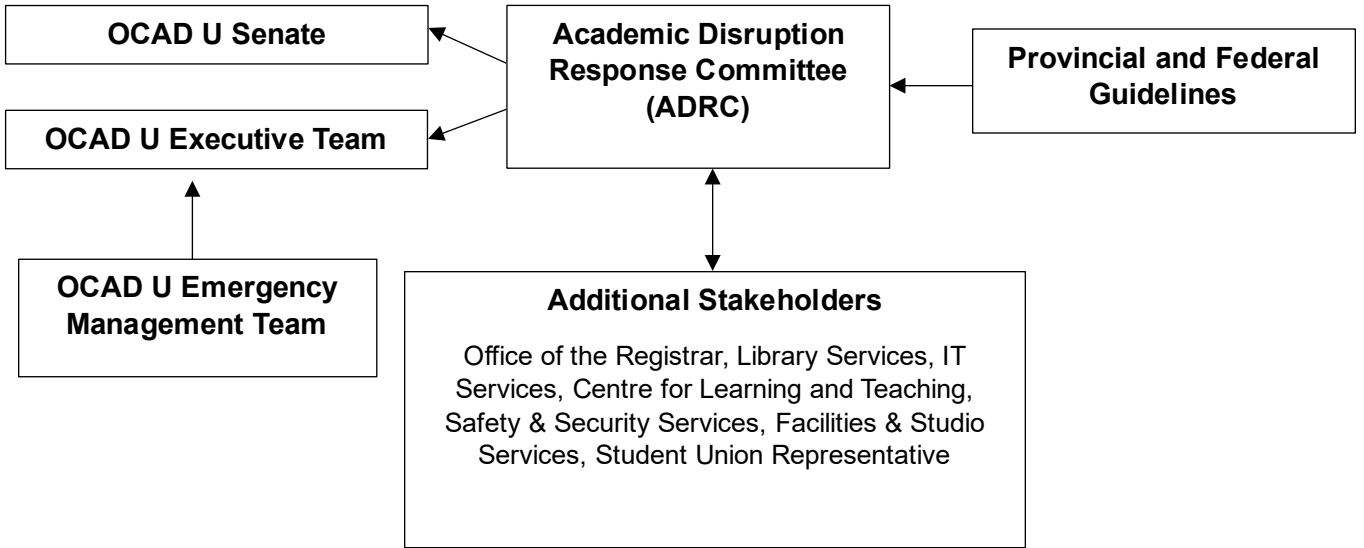 OCAD U Senate
OCAD U Executive Team
OCAD U Emergency
Management Team
Academic Disruption
Response Committee
(ADRC)
Provincial and Federal
Guidelines
Additional Stakeholders
Office of the Registrar, Library Services, IT
Services, Centre for Learning and Teaching,
Safety & Security Services, Facilities & Studio
Services, Student Union Representative